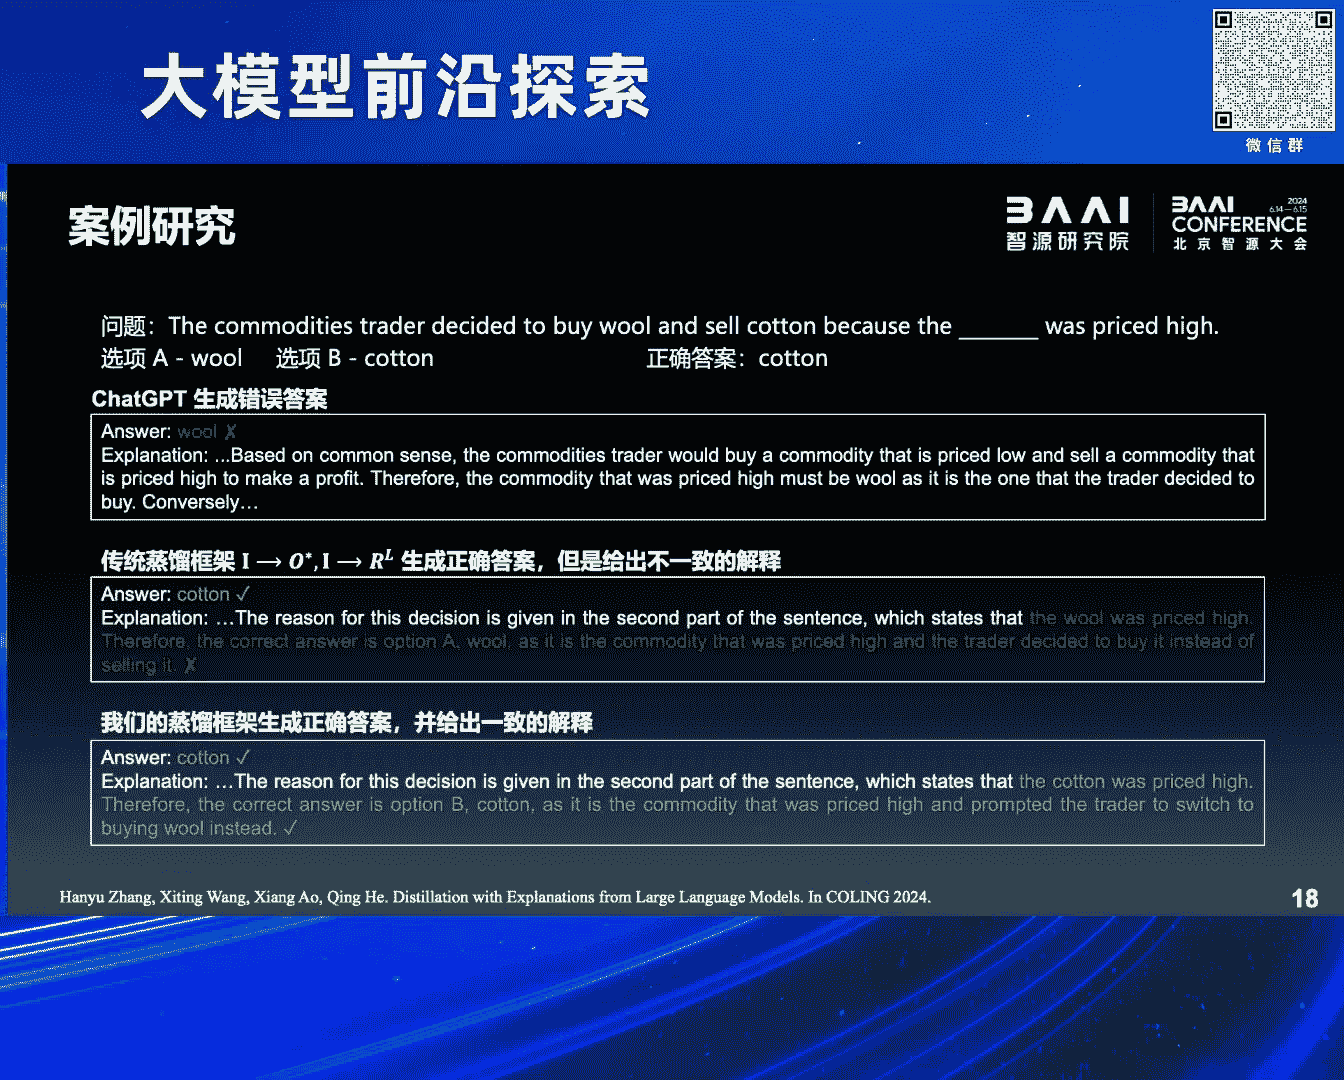 大模型前沿探索
微信群
案例研究
BAAI
智源研究院
BAAI 2024
6.14-6.15
CONFERENCE
北京智源大会
问题：The commodities trader decided to buy wool and sell cotton because the _______ was priced high.
选项 A - wool 选项 B - cotton 正确答案：cotton
ChatGPT 生成错误答案
Answer: wool ✗
Explanation: ...Based on common sense, the commodities trader would buy a commodity that is priced low and sell a commodity that
is priced high to make a profit. Therefore, the commodity that was priced high must be wool as it is the one that the trader decided to
buy. Conversely…
传统蒸馏框架 I ⟶ O*, I ⟶ R^L 生成正确答案，但是给出不一致的解释
Answer: cotton ✓
Explanation: …The reason for this decision is given in the second part of the sentence, which states that the wool was priced high.
Therefore, the correct answer is option A, wool, as it is the commodity that was priced high and the trader decided to buy it instead of
selling it. ✗
我们的蒸馏框架生成正确答案，并给出一致的解释
Answer: cotton ✓
Explanation: …The reason for this decision is given in the second part of the sentence, which states that the cotton was priced high.
Therefore, the correct answer is option B, cotton, as it is the commodity that was priced high and prompted the trader to switch to
buying wool instead. ✓
Hanyu Zhang, Xiting Wang, Xiang Ao, Qing He. Distillation with Explanations from Large Language Models. In COLING 2024.
18